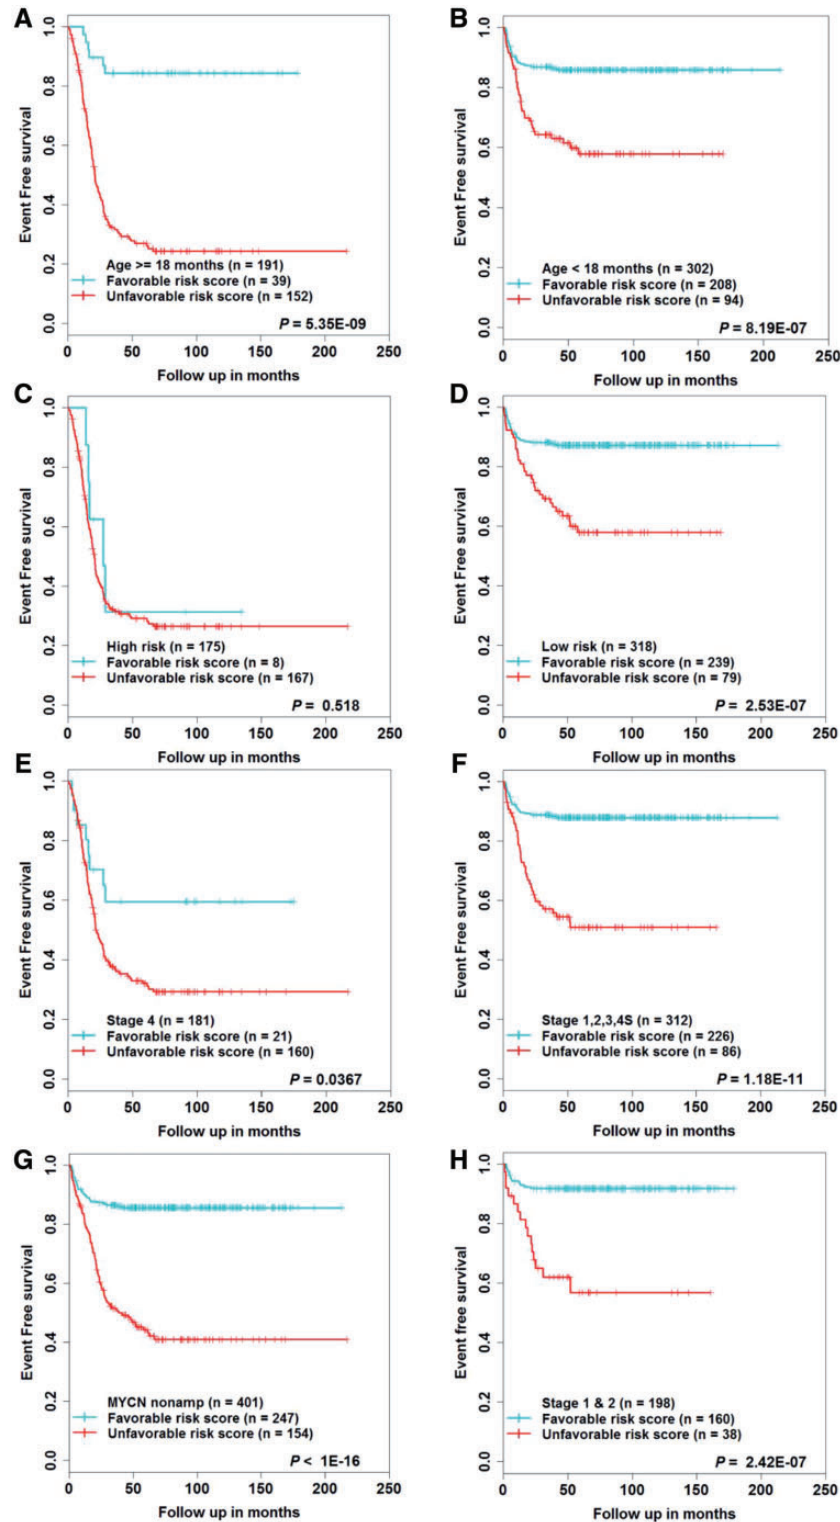 A
Event Free survival
1.0
0.8
0.6
0.4
0.2
0.0
Age >= 18 months (n = 191)
Favorable risk score (n = 39)
Unfavorable risk score (n = 152)
P = 5.35E-09
0 50 100 150 200 250
Follow up in months
B
Event Free survival
1.0
0.8
0.6
0.4
0.2
0.0
Age < 18 months (n = 302)
Favorable risk score (n = 208)
Unfavorable risk score (n = 94)
P = 8.19E-07
0 50 100 150 200 250
Follow up in months
C
Event Free survival
1.0
0.8
0.6
0.4
0.2
0.0
High risk (n = 175)
Favorable risk score (n = 8)
Unfavorable risk score (n = 167)
P = 0.518
0 50 100 150 200 250
Follow up in months
D
Event Free survival
1.0
0.8
0.6
0.4
0.2
0.0
Low risk (n = 318)
Favorable risk score (n = 239)
Unfavorable risk score (n = 79)
P = 2.53E-07
0 50 100 150 200 250
Follow up in months
E
Event Free survival
1.0
0.8
0.6
0.4
0.2
0.0
Stage 4 (n = 181)
Favorable risk score (n = 21)
Unfavorable risk score (n = 160)
P = 0.0367
0 50 100 150 200 250
Follow up in months
F
Event Free survival
1.0
0.8
0.6
0.4
0.2
0.0
Stage 1,2,3,4S (n = 312)
Favorable risk score (n = 226)
Unfavorable risk score (n = 86)
P = 1.18E-11
0 50 100 150 200 250
Follow up in months
G
Event Free survival
1.0
0.8
0.6
0.4
0.2
0.0
MYCN nonamp (n = 401)
Favorable risk score (n = 247)
Unfavorable risk score (n = 154)
P < 1E-16
0 50 100 150 200 250
Follow up in months
H
Event free survival
1.0
0.8
0.6
0.4
0.2
0.0
Stage 1 & 2 (n = 198)
Favorable risk score (n = 160)
Unfavorable risk score (n = 38)
P = 2.42E-07
0 50 100 150 200 250
Follow up in months